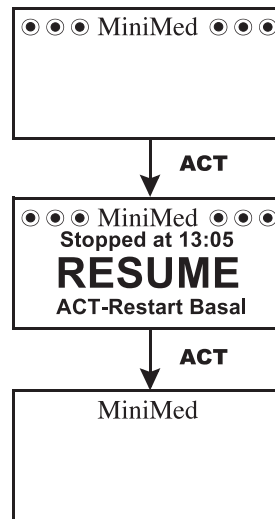 MiniMed
ACT
MiniMed
Stopped at 13:05
RESUME
ACT-Restart Basal
ACT
MiniMed